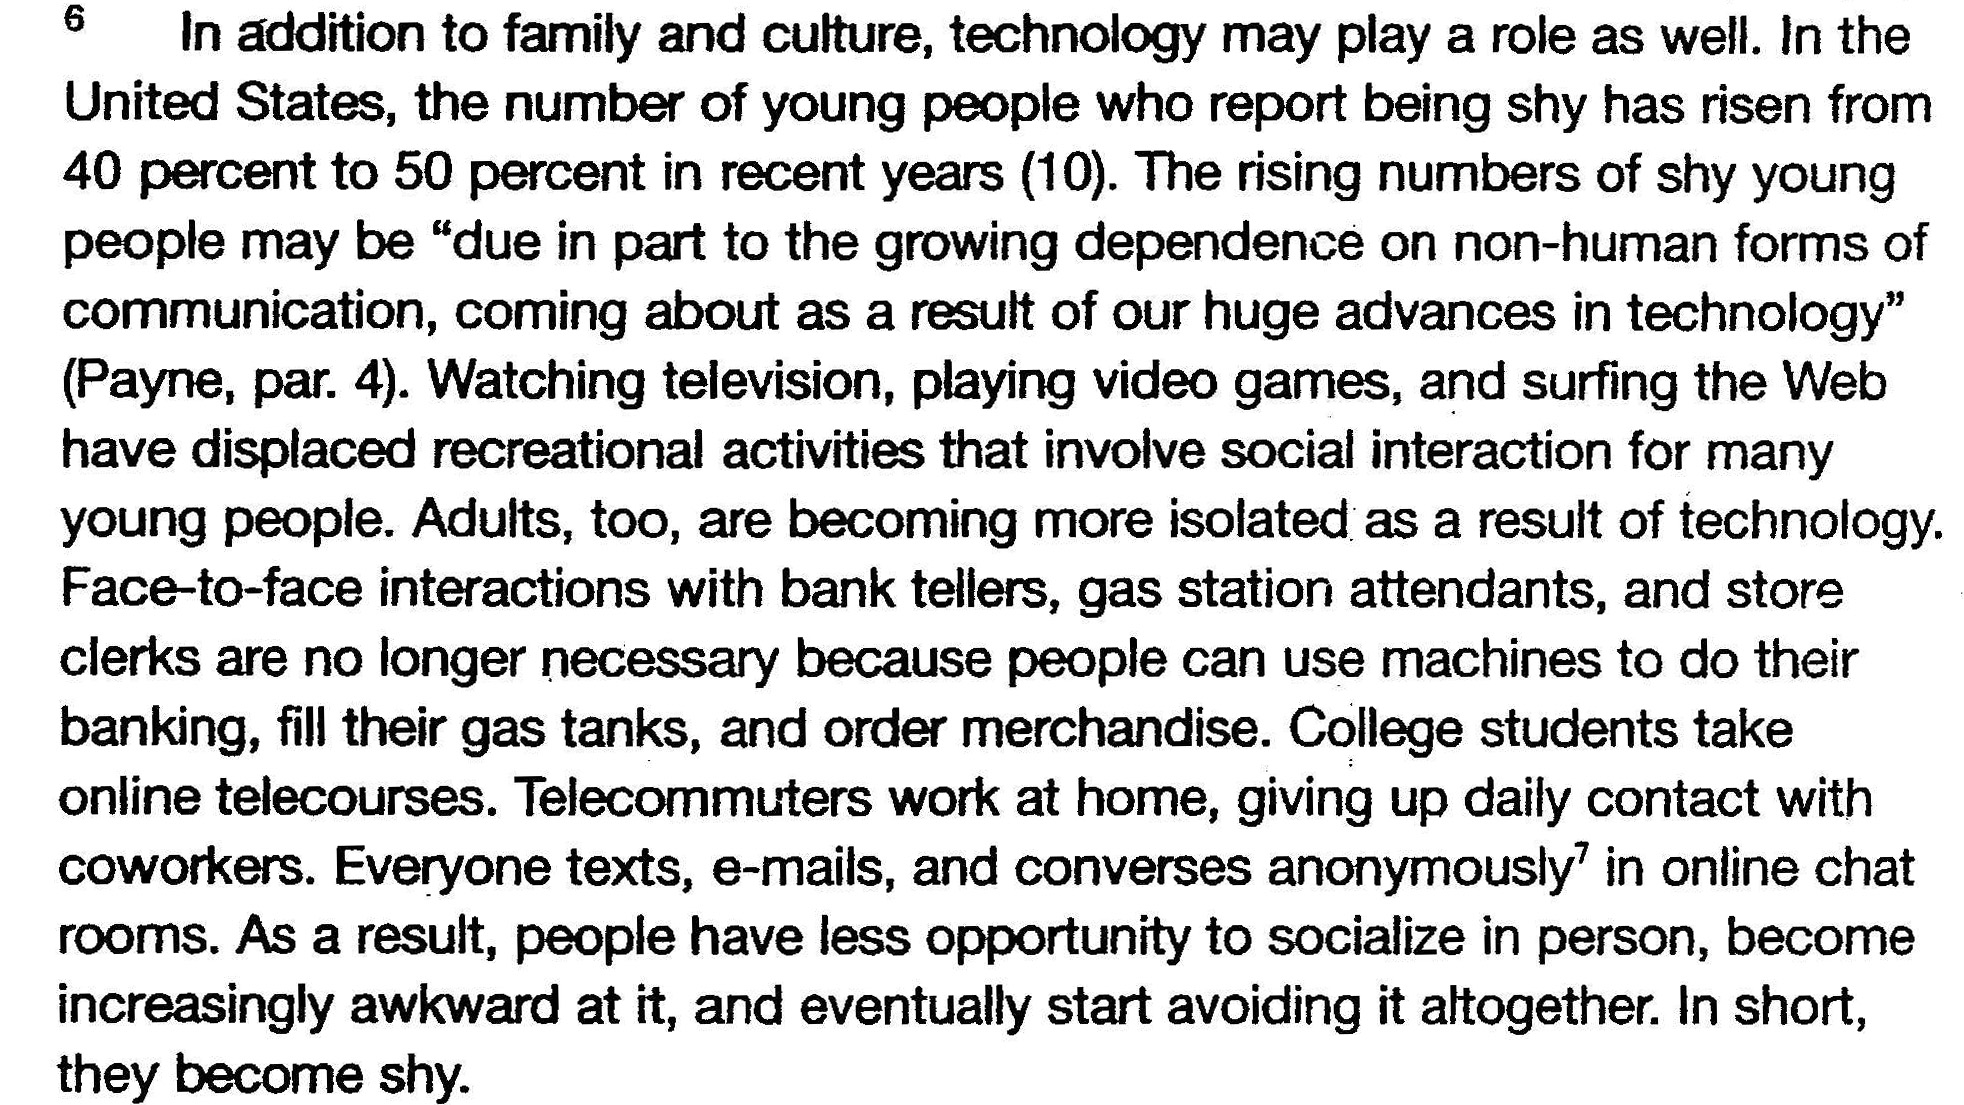 6 In addition to family and culture, technology may play a role as well. In the
United States, the number of young people who report being shy has risen from
40 percent to 50 percent in recent years (10). The rising numbers of shy young
people may be “due in part to the growing dependence on non-human forms of
communication, coming about as a result of our huge advances in technology”
(Payne, par. 4). Watching television, playing video games, and surfing the Web
have displaced recreational activities that involve social interaction for many
young people. Adults, too, are becoming more isolated as a result of technology.
Face-to-face interactions with bank tellers, gas station attendants, and store
clerks are no longer necessary because people can use machines to do their
banking, fill their gas tanks, and order merchandise. College students take
online telecourses. Telecommuters work at home, giving up daily contact with
coworkers. Everyone texts, e-mails, and converses anonymously7 in online chat
rooms. As a result, people have less opportunity to socialize in person, become
increasingly awkward at it, and eventually start avoiding it altogether. In short,
they become shy.